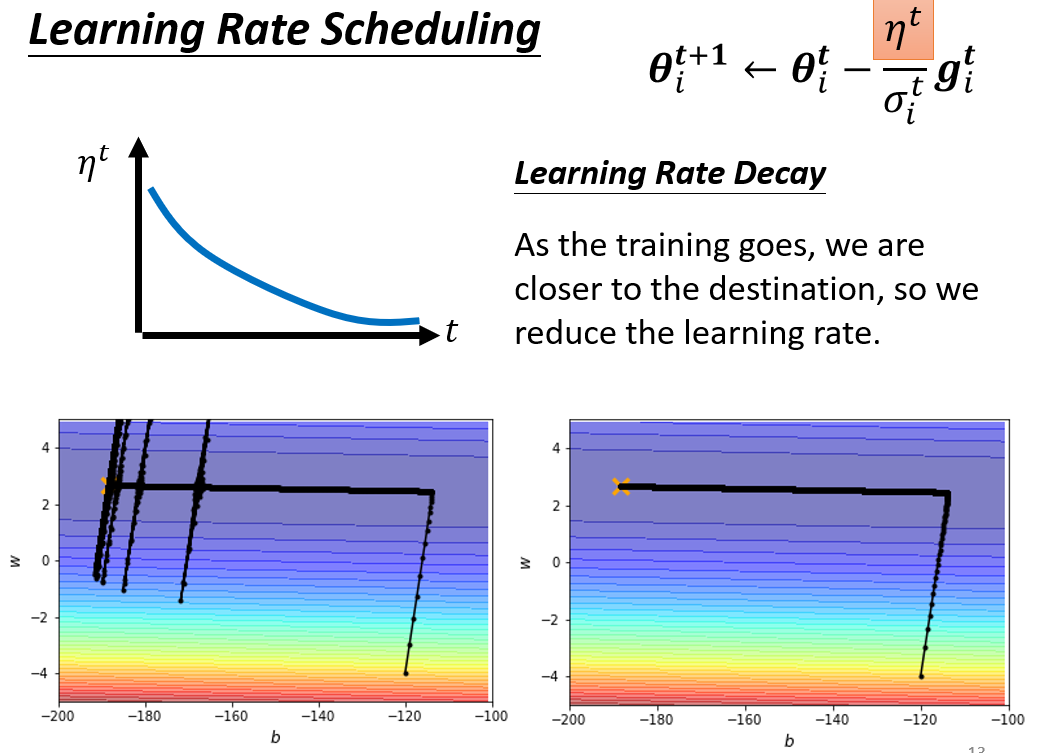 Learning Rate Scheduling
θ_i^{t+1} ← θ_i^t − η^t / σ_i^t g_i^t
η^t
t
Learning Rate Decay
As the training goes, we are
closer to the destination, so we
reduce the learning rate.
4
2
0
−2
−4
w
−200 −180 −160 −140 −120 −100
b
4
2
0
−2
−4
w
−200 −180 −160 −140 −120 −100
b